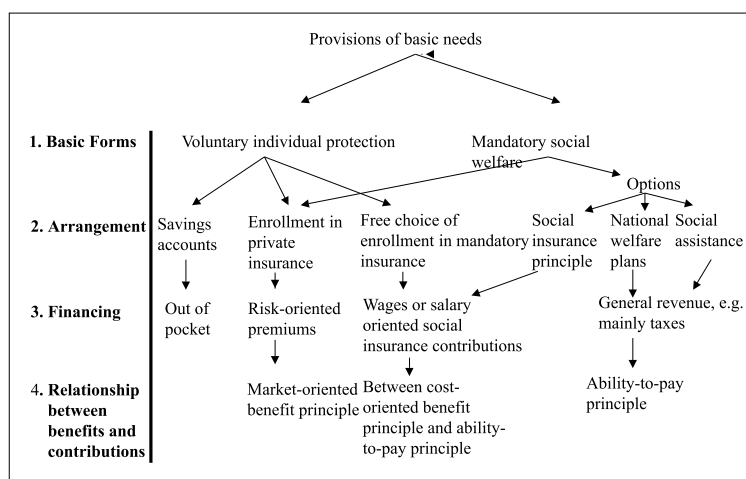 Provisions of basic needs
1. Basic Forms
Voluntary individual protection
Mandatory social
welfare
Options
2. Arrangement
Savings
accounts
Enrollment in
private
insurance
Free choice of
enrollment in mandatory
insurance
Social
insurance
principle
National
welfare
plans
Social
assistance
3. Financing
Out of
pocket
Risk-oriented
premiums
Wages or salary
oriented social
insurance contributions
General revenue, e.g.
mainly taxes
4. Relationship
between
benefits and
contributions
Market-oriented
benefit principle
Between cost-
oriented benefit
principle and ability-
to-pay principle
Ability-to-pay
principle